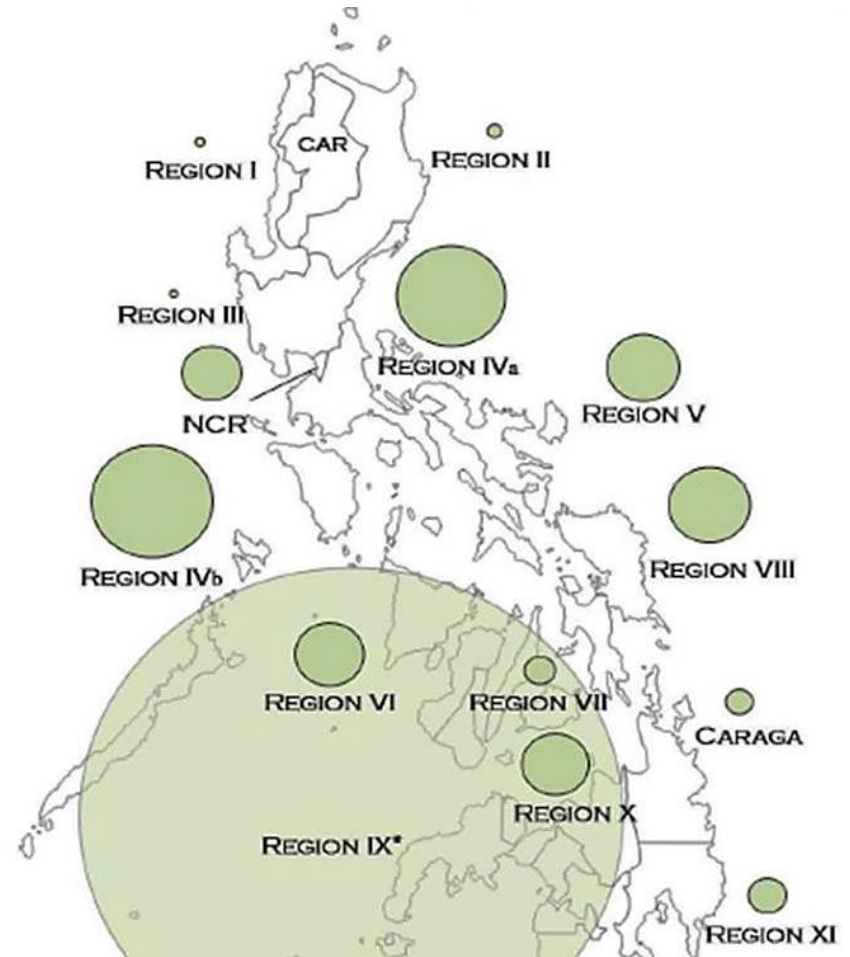 CAR
REGION I
REGION II
REGION III
REGION IVa
NCR
REGION V
REGION IVb
REGION VIII
REGION VI
REGION VII
CARAGA
REGION X
REGION IX*
REGION XI